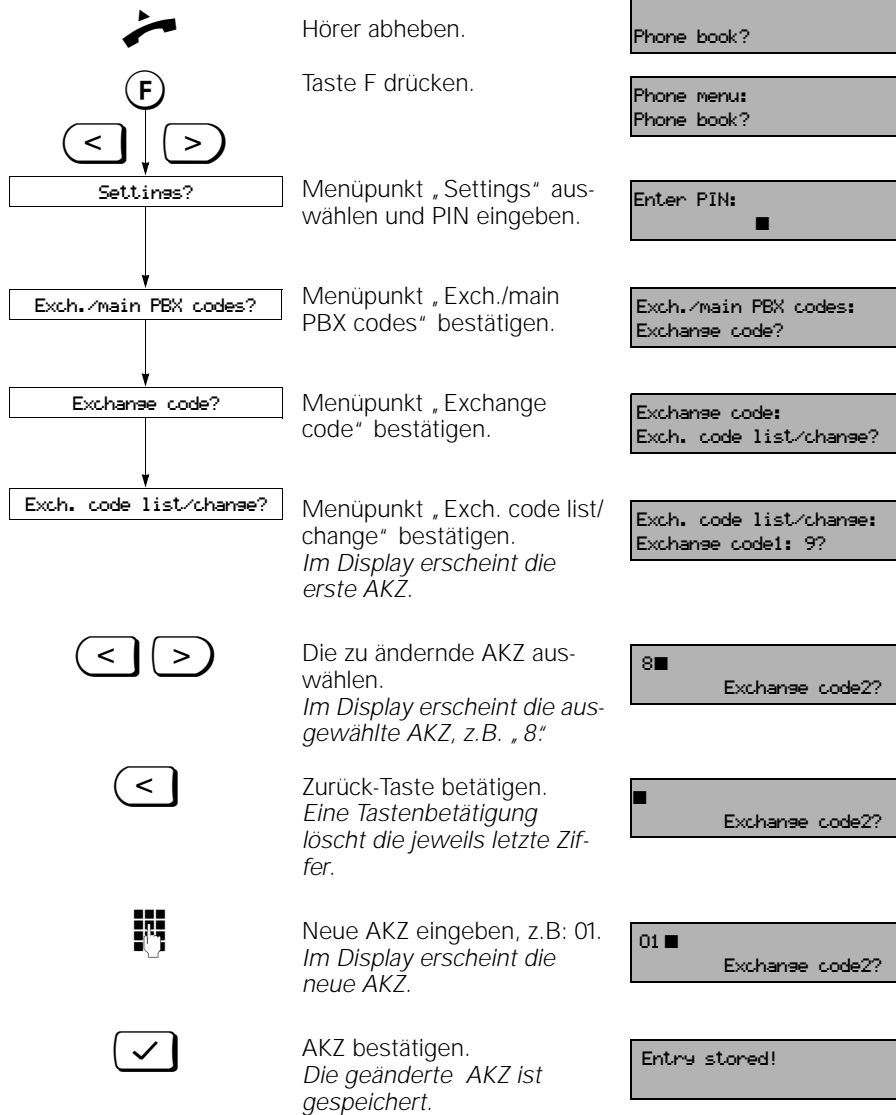 Hörer abheben.
Phone book?
F
Taste F drücken.
Phone menu:
Phone book?
< >
Settings?
Menüpunkt „Settings“ aus-
wählen und PIN eingeben.
Enter PIN:
Exch./main PBX codes?
Menüpunkt „Exch./main
PBX codes“ bestätigen.
Exch./main PBX codes:
Exchange code?
Exchange code?
Menüpunkt „Exchange
code“ bestätigen.
Exchange code:
Exch. code list/change?
Exch. code list/change?
Menüpunkt „Exch. code list/
change“ bestätigen.
Im Display erscheint die
erste AKZ.
Exch. code list/change:
Exchange code1: 9?
< >
Die zu ändernde AKZ aus-
wählen.
Im Display erscheint die aus-
gewählte AKZ, z.B. „8“.
8■
Exchange code2?
<
Zurück-Taste betätigen.
Eine Tastenbetätigung
löscht die jeweils letzte Zif-
fer.
■
Exchange code2?
Neue AKZ eingeben, z.B: 01.
Im Display erscheint die
neue AKZ.
01 ■
Exchange code2?
✓
AKZ bestätigen.
Die geänderte AKZ ist
gespeichert.
Entry stored!